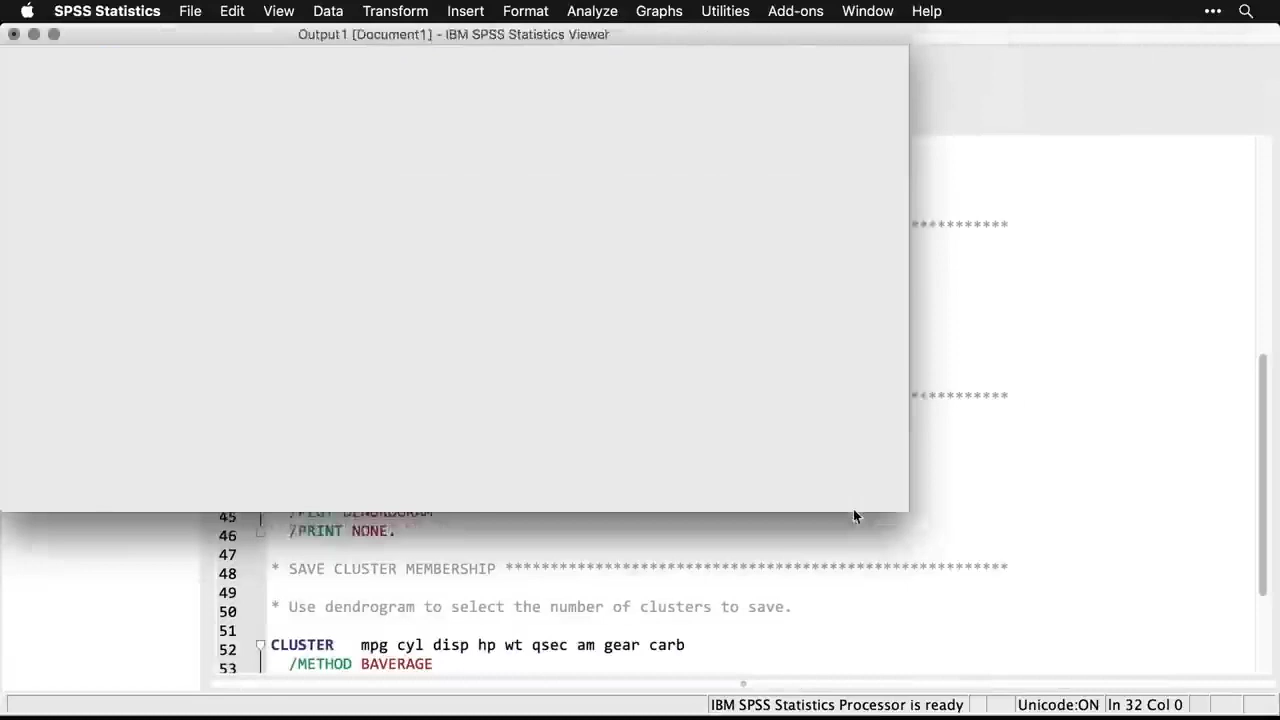 SPSS Statistics File Edit View Data Transform Insert Format Analyze Graphs Utilities Add-ons Window Help
Output1 [Document1] - IBM SPSS Statistics Viewer
45 /PLOT DENDROGRAM
46 /PRINT NONE.
47
48 * SAVE CLUSTER MEMBERSHIP ********************************************************
49
50 * Use dendrogram to select the number of clusters to save.
51
52 CLUSTER mpg cyl disp hp wt qsec am gear carb
53 /METHOD BAVERAGE
IBM SPSS Statistics Processor is ready Unicode:ON In 32 Col 0